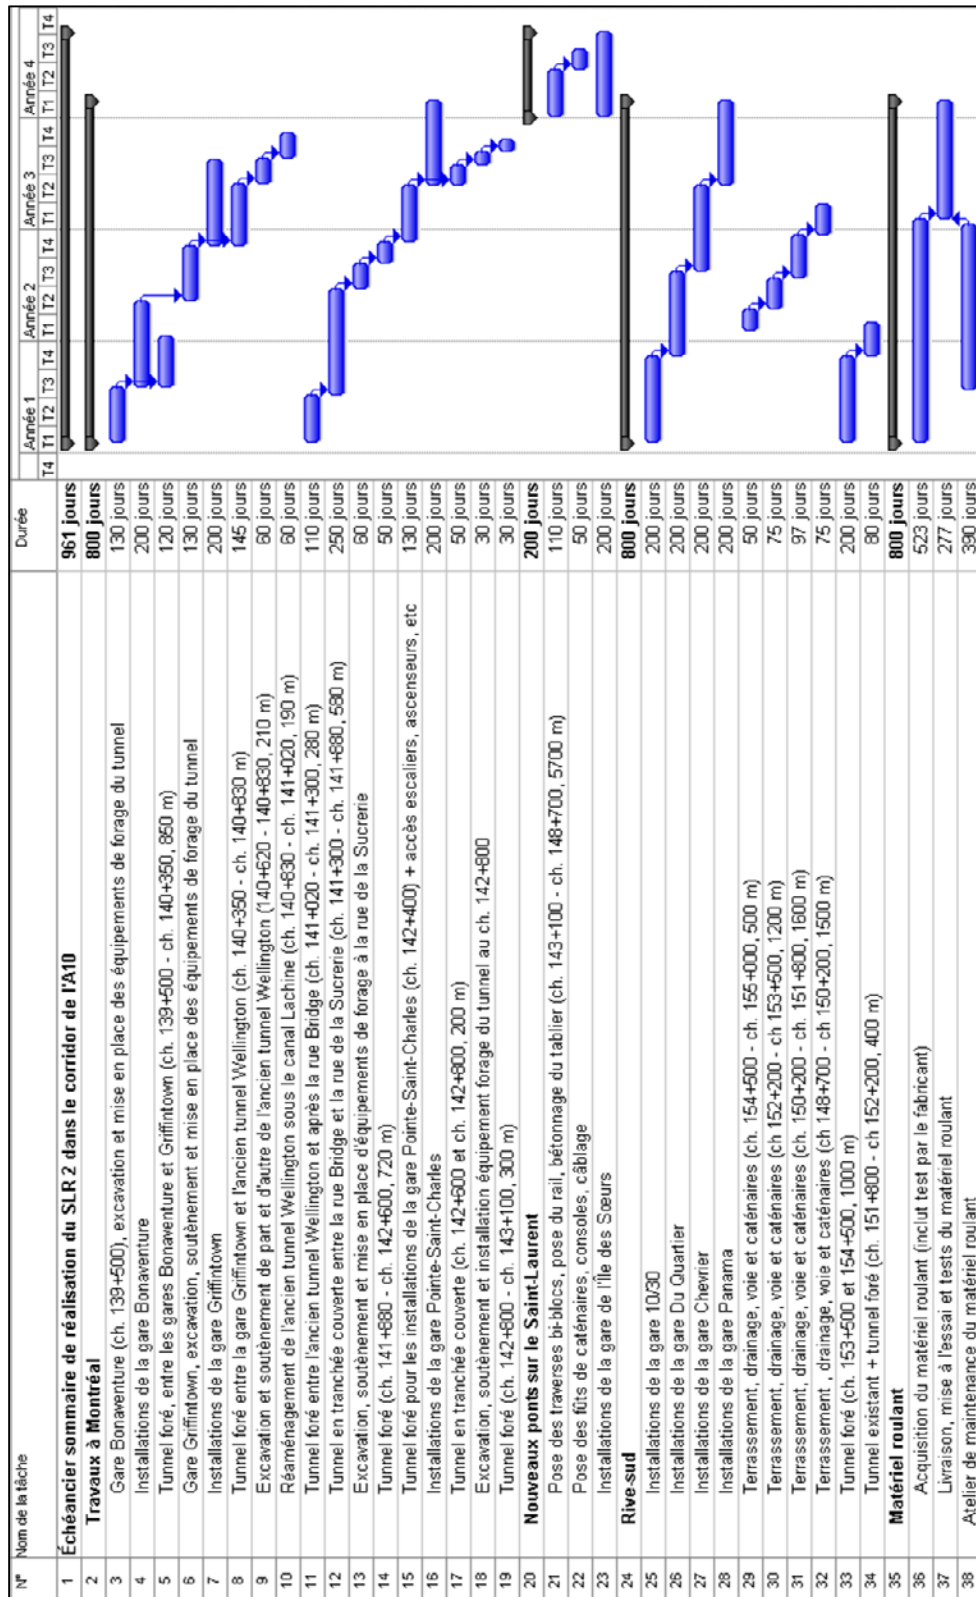 N° Nom de la tâche Durée Année 1 Année 2 Année 3 Année 4
T4 T1 T2 T3 T4 T1 T2 T3 T4 T1 T2 T3 T4 T1 T2 T3 T4
1 Échéancier sommaire de réalisation du SLR 2 dans le corridor de l'A10 961 jours
2 Travaux à Montréal 800 jours
3 Gare Bonaventure (ch. 139+500), excavation et mise en place des équipements de forage du tunnel 130 jours
4 Installations de la gare Bonaventure 200 jours
5 Tunnel foré, entre les gares Bonaventure et Griffintown (ch. 139+500 - ch. 140+350, 850 m) 120 jours
6 Gare Griffintown, excavation, soutènement et mise en place des équipements de forage du tunnel
7 Installations de la gare Griffintown 200 jours
8 Tunnel foré entre la gare Griffintown et l'ancien tunnel Wellington (ch. 140+350 - ch. 140+830 m) 145 jours
9 Excavation et soutènement de part et d'autre de l'ancien tunnel Wellington (140+620 - 140+830, 210 m) 60 jours
10 Réaménagement de l'ancien tunnel Wellington sous le canal Lachine (ch. 140+830 - ch. 141+020, 190 m) 60 jours
11 Tunnel foré entre l'ancien tunnel Wellington et après la rue Bridge (ch. 141+020 - ch. 141+300, 280 m) 110 jours
12 Tunnel en tranchée couverte entre la rue Bridge et la rue de la Sucrerie (ch. 141+300 - ch. 141+880, 580 m) 250 jours
13 Excavation, soutènement et mise en place d'équipements de forage à la rue de la Sucrerie 60 jours
14 Tunnel foré (ch. 141+880 - ch. 142+600, 720 m) 50 jours
15 Tunnel foré pour les installations de la gare Pointe-Saint-Charles (ch. 142+400) + accès escaliers, ascenseurs, etc 130 jours
16 Installations de la gare Pointe-Saint-Charles 200 jours
17 Tunnel en tranchée couverte (ch. 142+600 et ch. 142+800, 200 m) 50 jours
18 Excavation, soutènement et installation équipement forage du tunnel au ch. 142+800 30 jours
19 Tunnel foré (ch. 142+800 - ch. 143+100, 300 m) 30 jours
20 Nouveaux ponts sur le Saint-Laurent 200 jours
21 Pose des traverses bi-blocs, pose du rail, bétonnage du tablier (ch. 143+100 - ch. 148+700, 5700 m) 110 jours
22 Pose des fûts de caténaires, consoles, câblage 50 jours
23 Installations de la gare de l'Île des Sœurs 200 jours
24 Rive-sud 800 jours
25 Installations de la gare 10/30 200 jours
26 Installations de la gare Du Quartier 200 jours
27 Installations de la gare Chevrier 200 jours
28 Installations de la gare Panama 200 jours
29 Terrassement, drainage, voie et caténaires (ch. 154+500 - ch. 155+000, 500 m) 50 jours
30 Terrassement, drainage, voie et caténaires (ch 152+200 - ch 153+500, 1200 m) 75 jours
31 Terrassement, drainage, voie et caténaires (ch. 150+200 - ch. 151+800, 1600 m) 97 jours
32 Terrassement , drainage, voie et caténaires (ch 148+700 - ch 150+200, 1500 m) 75 jours
33 Tunnel foré (ch. 153+500 et 154+500, 1000 m) 200 jours
34 Tunnel existant + tunnel foré (ch. 151+800 - ch 152+200, 400 m) 80 jours
35 Matériel roulant 800 jours
36 Acquisition du matériel roulant (inclut test par le fabricant) 523 jours
37 Livraison, mise à l'essai et tests du matériel roulant 277 jours
38 Atelier de maintenance du matériel roulant 390 jours